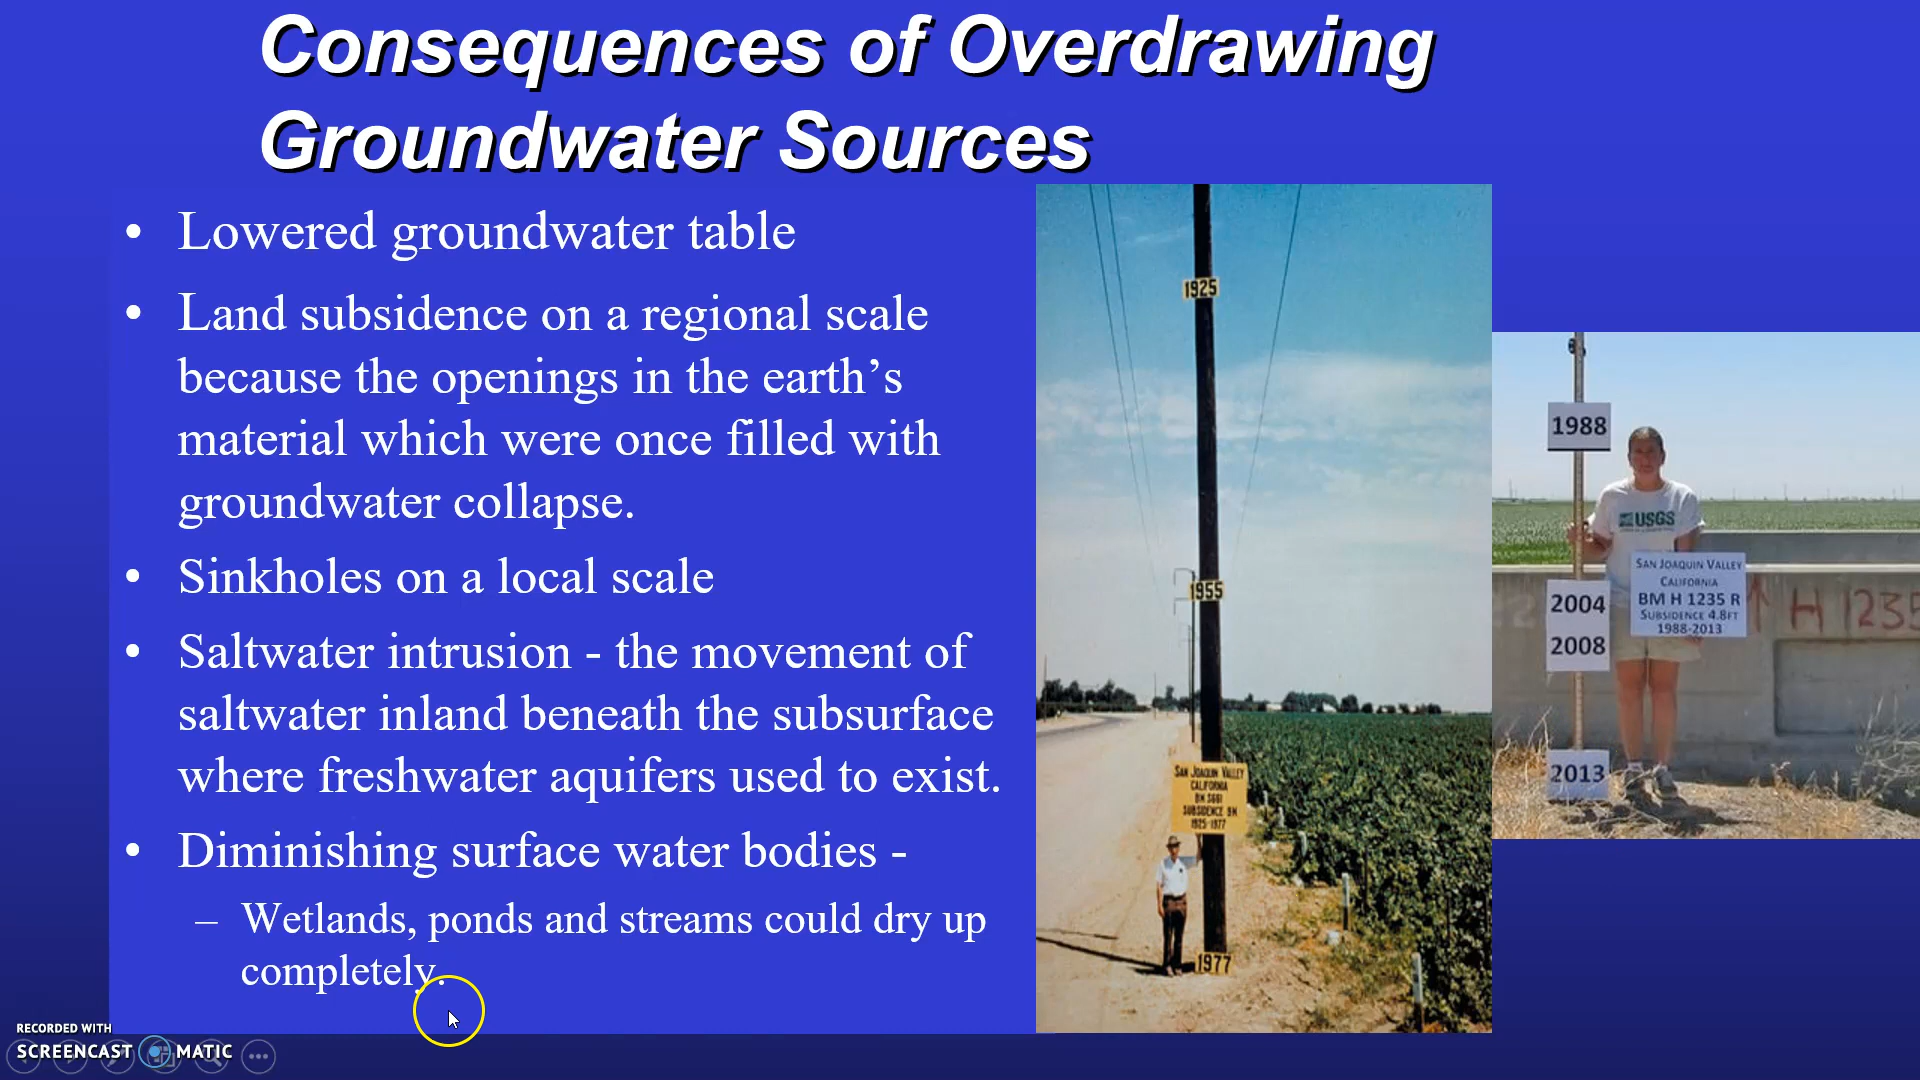 Consequences of Overdrawing
Groundwater Sources
• Lowered groundwater table
• Land subsidence on a regional scale
because the openings in the earth’s
material which were once filled with
groundwater collapse.
• Sinkholes on a local scale
• Saltwater intrusion - the movement of
saltwater inland beneath the subsurface
where freshwater aquifers used to exist.
• Diminishing surface water bodies -
– Wetlands, ponds and streams could dry up
completely.
1925
1955
SAN JOAQUIN VALLEY
CALIFORNIA
BM S661
SUBSIDENCE 9M
1925-1977
1977
1988
USGS
2004
2008
2013
SAN JOAQUIN VALLEY
CALIFORNIA
BM H 1235 R
SUBSIDENCE 4.8FT
1988-2013
H 1235
RECORDED WITH
SCREENCAST MATIC